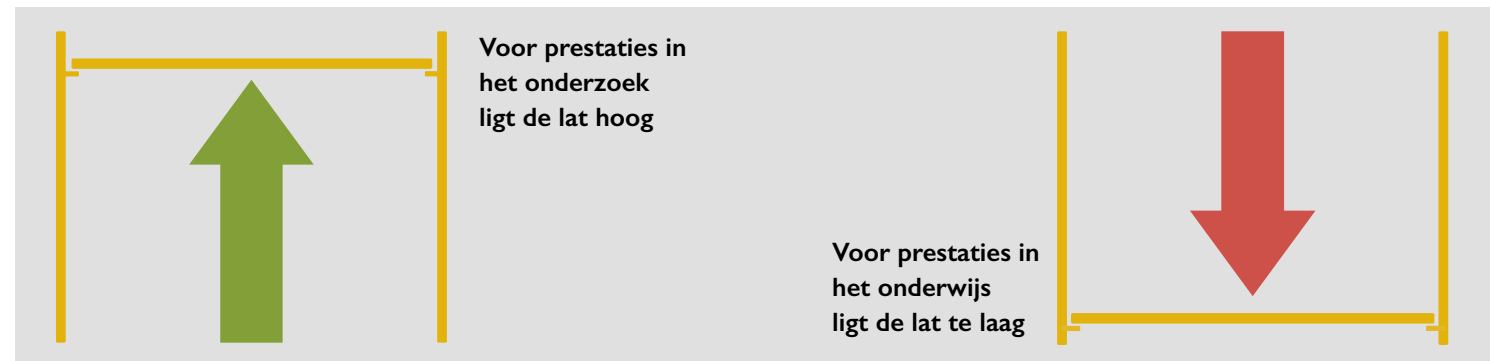 Voor prestaties in
het onderzoek
ligt de lat hoog
Voor prestaties in
het onderwijs
ligt de lat te laag